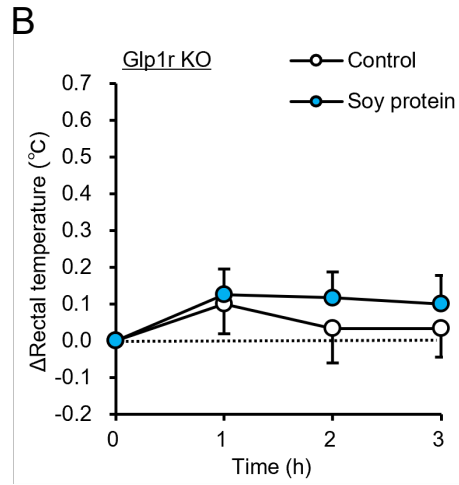 B
Glp1r KO
Control
Soy protein
ΔRectal temperature (℃)
0.7
0.6
0.5
0.4
0.3
0.2
0.1
0.0
-0.1
-0.2
0 1 2 3
Time (h)